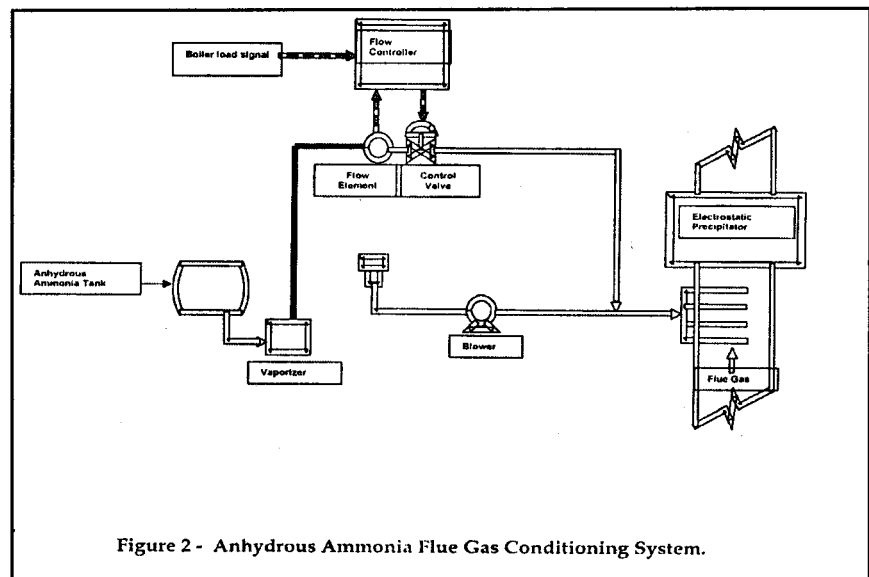 Boiler load signal
Flow
Controller
Flow
Element
Control
Valve
Electrostatic
Precipitator
Anhydrous
Ammonia Tank
Blower
Vaporizer
Flue Gas
Figure 2 - Anhydrous Ammonia Flue Gas Conditioning System.